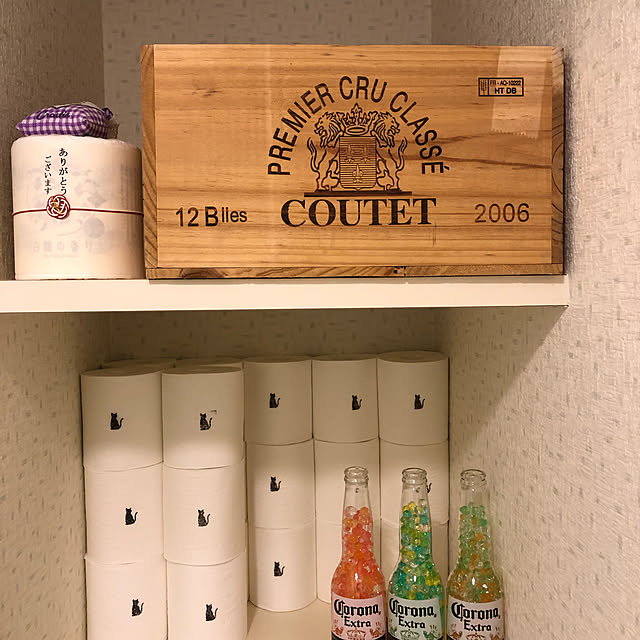 PREMIER CRU CLASSÉ
COUTET
12 Blles
2006
FR-AQ-10222
HT DB
ありがとう
ございます
Corona
Extra
Corona
Extra
Corona
Extra